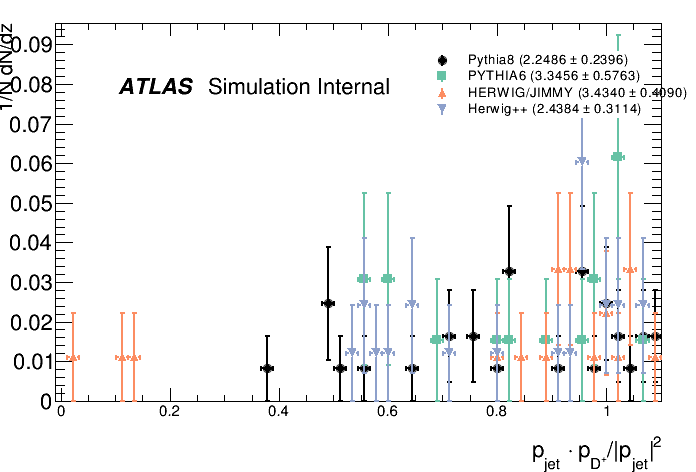 1/N dN/dz
0.09
0.08
0.07
0.06
0.05
0.04
0.03
0.02
0.01
0
ATLAS Simulation Internal
Pythia8 (2.2486 ± 0.2396)
PYTHIA6 (3.3456 ± 0.5763)
HERWIG/JIMMY (3.4340 ± 0.4090)
Herwig++ (2.4384 ± 0.3114)
0 0.2 0.4 0.6 0.8 1
p_jet · p_D⁺/|p_jet|²